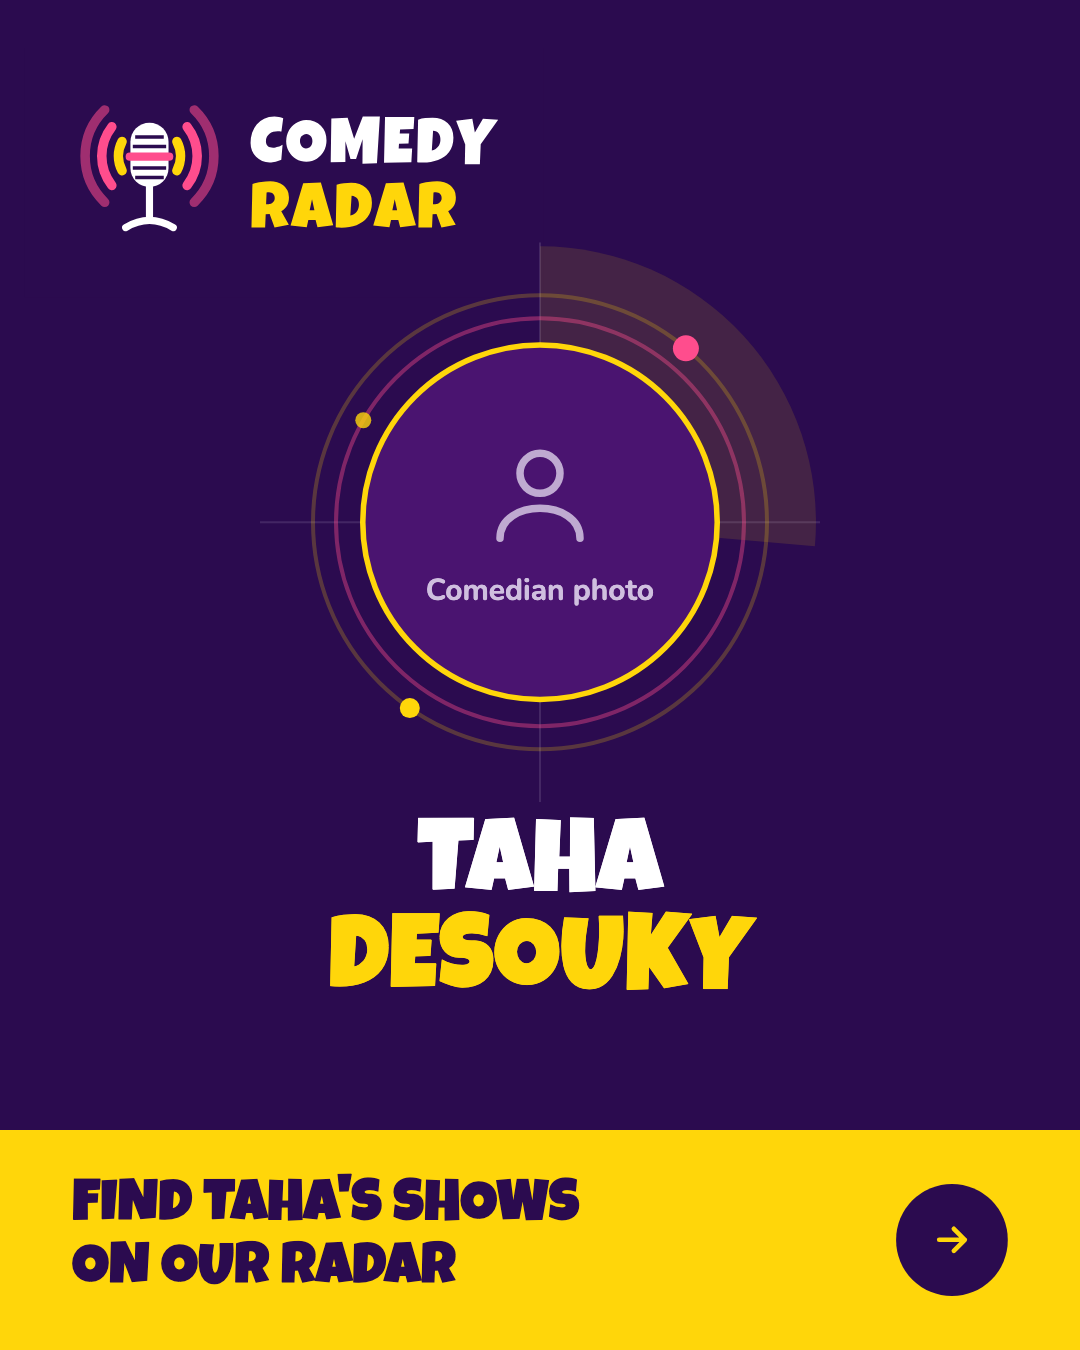 COMEDY
RADAR
Comedian photo
TAHA
DESOUKY
FIND TAHA'S SHOWS
ON OUR RADAR